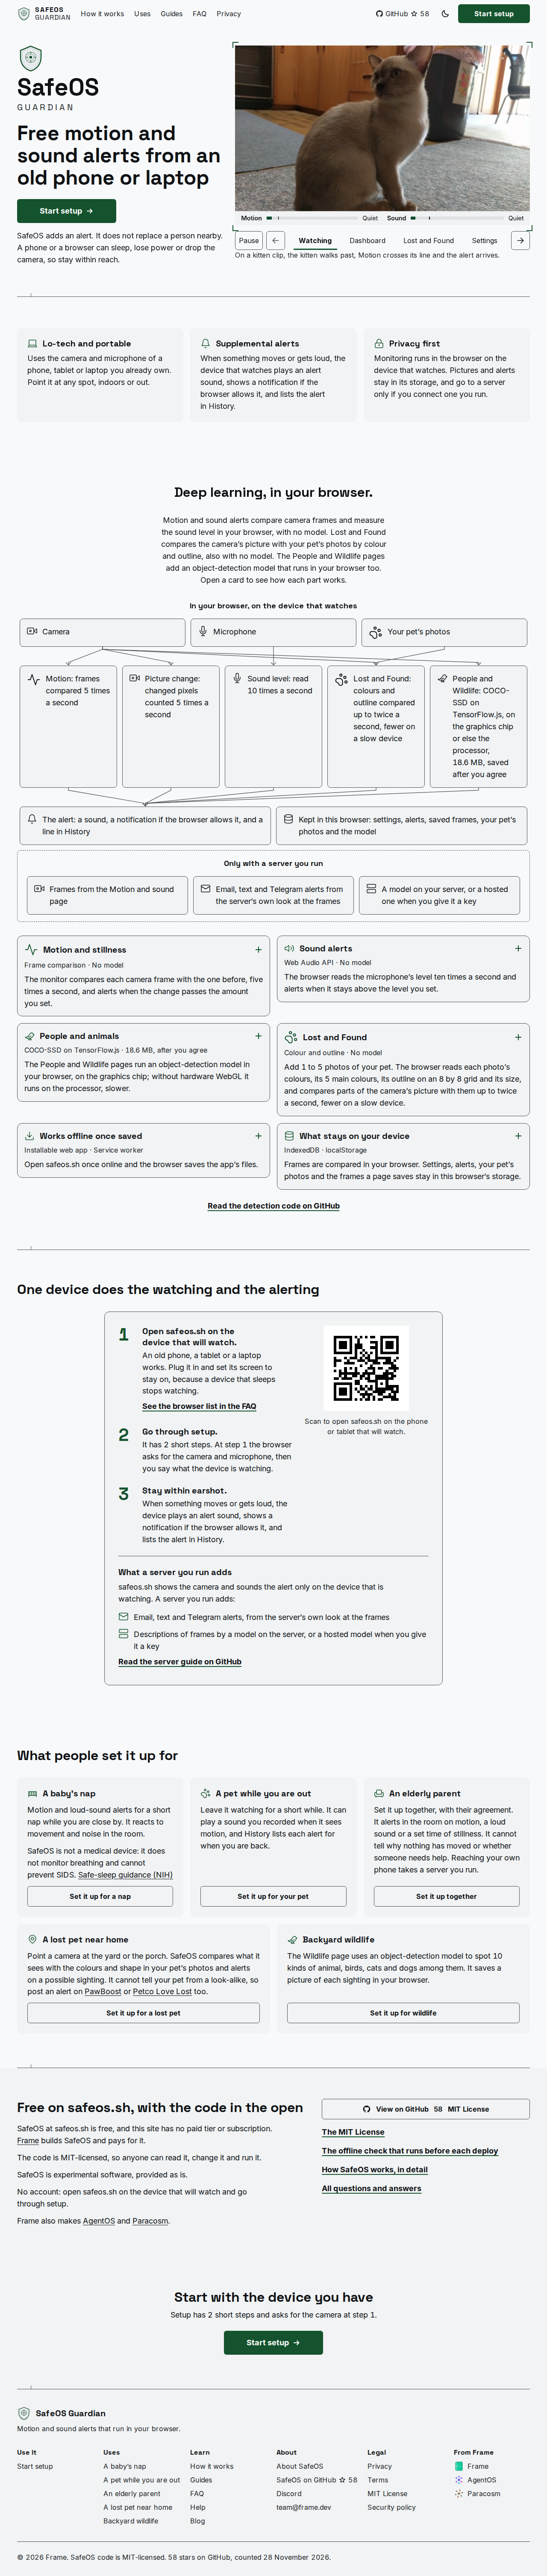 SAFEOS
GUARDIAN
How it works
Uses
Guides
FAQ
Privacy
GitHub ☆ 58
Start setup
SafeOS
GUARDIAN
Free motion and
sound alerts from an
old phone or laptop
Start setup →
SafeOS adds an alert. It does not replace a person nearby.
A phone or a browser can sleep, lose power or drop the
camera, so stay within reach.
Motion
Quiet
Sound
Quiet
Pause
←
Watching
Dashboard
Lost and Found
Settings
→
On a kitten clip, the kitten walks past, Motion crosses its line and the alert arrives.
Lo-tech and portable
Uses the camera and microphone of a
phone, tablet or laptop you already own.
Point it at any spot, indoors or out.
Supplemental alerts
When something moves or gets loud, the
device that watches plays an alert
sound, shows a notification if the
browser allows it, and lists the alert
in History.
Privacy first
Monitoring runs in the browser on the
device that watches. Pictures and alerts
stay in its storage, and go to a server
only if you connect one you run.
Deep learning, in your browser.
Motion and sound alerts compare camera frames and measure
the sound level in your browser, with no model. Lost and Found
compares the camera's picture with your pet's photos by colour
and outline, also with no model. The People and Wildlife pages
add an object-detection model that runs in your browser too.
Open a card to see how each part works.
In your browser, on the device that watches
Camera
Microphone
Your pet's photos
Motion: frames
compared 5 times
a second
Picture change:
changed pixels
counted 5 times a
second
Sound level: read
10 times a second
Lost and Found:
colours and
outline compared
up to twice a
second, fewer on
a slow device
People and
Wildlife: COCO-
SSD on
TensorFlow.js, on
the graphics chip
or else the
processor,
18.6 MB, saved
after you agree
The alert: a sound, a notification if the browser allows it, and a
line in History
Kept in this browser: settings, alerts, saved frames, your pet's
photos and the model
Only with a server you run
Frames from the Motion and sound
page
Email, text and Telegram alerts from
the server's own look at the frames
A model on your server, or a hosted
one when you give it a key
Motion and stillness
Frame comparison · No model
The monitor compares each camera frame with the one before, five
times a second, and alerts when the change passes the amount
you set.
Sound alerts
Web Audio API · No model
The browser reads the microphone's level ten times a second and
alerts when it stays above the level you set.
People and animals
COCO-SSD on TensorFlow.js · 18.6 MB, after you agree
The People and Wildlife pages run an object-detection model in
your browser, on the graphics chip; without hardware WebGL it
runs on the processor, slower.
Lost and Found
Colour and outline · No model
Add 1 to 5 photos of your pet. The browser reads each photo's
colours, its 5 main colours, its outline on an 8 by 8 grid and its size,
and compares parts of the camera's picture with them up to twice
a second, fewer on a slow device.
Works offline once saved
Installable web app · Service worker
Open safeos.sh once online and the browser saves the app's files.
What stays on your device
IndexedDB · localStorage
Frames are compared in your browser. Settings, alerts, your pet's
photos and the frames a page saves stay in this browser's storage.
Read the detection code on GitHub
One device does the watching and the alerting
1
Open safeos.sh on the
device that will watch.
An old phone, a tablet or a laptop
works. Plug it in and set its screen to
stay on, because a device that sleeps
stops watching.
See the browser list in the FAQ
Scan to open safeos.sh on the phone
or tablet that will watch.
2
Go through setup.
It has 2 short steps. At step 1 the browser
asks for the camera and microphone, then
you say what the device is watching.
3
Stay within earshot.
When something moves or gets loud, the
device plays an alert sound, shows a
notification if the browser allows it, and
lists the alert in History.
What a server you run adds
safeos.sh shows the camera and sounds the alert only on the device that is
watching. A server you run adds:
Email, text and Telegram alerts, from the server's own look at the frames
Descriptions of frames by a model on the server, or a hosted model when you give
it a key
Read the server guide on GitHub
What people set it up for
A baby's nap
Motion and loud-sound alerts for a short
nap while you are close by. It reacts to
movement and noise in the room.
SafeOS is not a medical device: it does
not monitor breathing and cannot
prevent SIDS. Safe-sleep guidance (NIH)
Set it up for a nap
A pet while you are out
Leave it watching for a short while. It can
play a sound you recorded when it sees
motion, and History lists each alert for
when you are back.
Set it up for your pet
An elderly parent
Set it up together, with their agreement.
It alerts in the room on motion, a loud
sound or a set time of stillness. It cannot
tell why nothing has moved or whether
someone needs help. Reaching your own
phone takes a server you run.
Set it up together
A lost pet near home
Point a camera at the yard or the porch. SafeOS compares what it
sees with the colours and shape in your pet's photos and alerts
on a possible sighting. It cannot tell your pet from a look-alike, so
post an alert on PawBoost or Petco Love Lost too.
Set it up for a lost pet
Backyard wildlife
The Wildlife page uses an object-detection model to spot 10
kinds of animal, birds, cats and dogs among them. It saves a
picture of each sighting in your browser.
Set it up for wildlife
Free on safeos.sh, with the code in the open
SafeOS at safeos.sh is free, and this site has no paid tier or subscription.
Frame builds SafeOS and pays for it.
The code is MIT-licensed, so anyone can read it, change it and run it.
SafeOS is experimental software, provided as is.
No account: open safeos.sh on the device that will watch and go
through setup.
Frame also makes AgentOS and Paracosm.
View on GitHub 58 MIT License
The MIT License
The offline check that runs before each deploy
How SafeOS works, in detail
All questions and answers
Start with the device you have
Setup has 2 short steps and asks for the camera at step 1.
Start setup →
SafeOS Guardian
Motion and sound alerts that run in your browser.
Use it
Start setup
Uses
A baby's nap
A pet while you are out
An elderly parent
A lost pet near home
Backyard wildlife
Learn
How it works
Guides
FAQ
Help
Blog
About
About SafeOS
SafeOS on GitHub ☆ 58
Discord
team@frame.dev
Legal
Privacy
Terms
MIT License
Security policy
From Frame
Frame
AgentOS
Paracosm
© 2026 Frame. SafeOS code is MIT-licensed. 58 stars on GitHub, counted 28 November 2026.